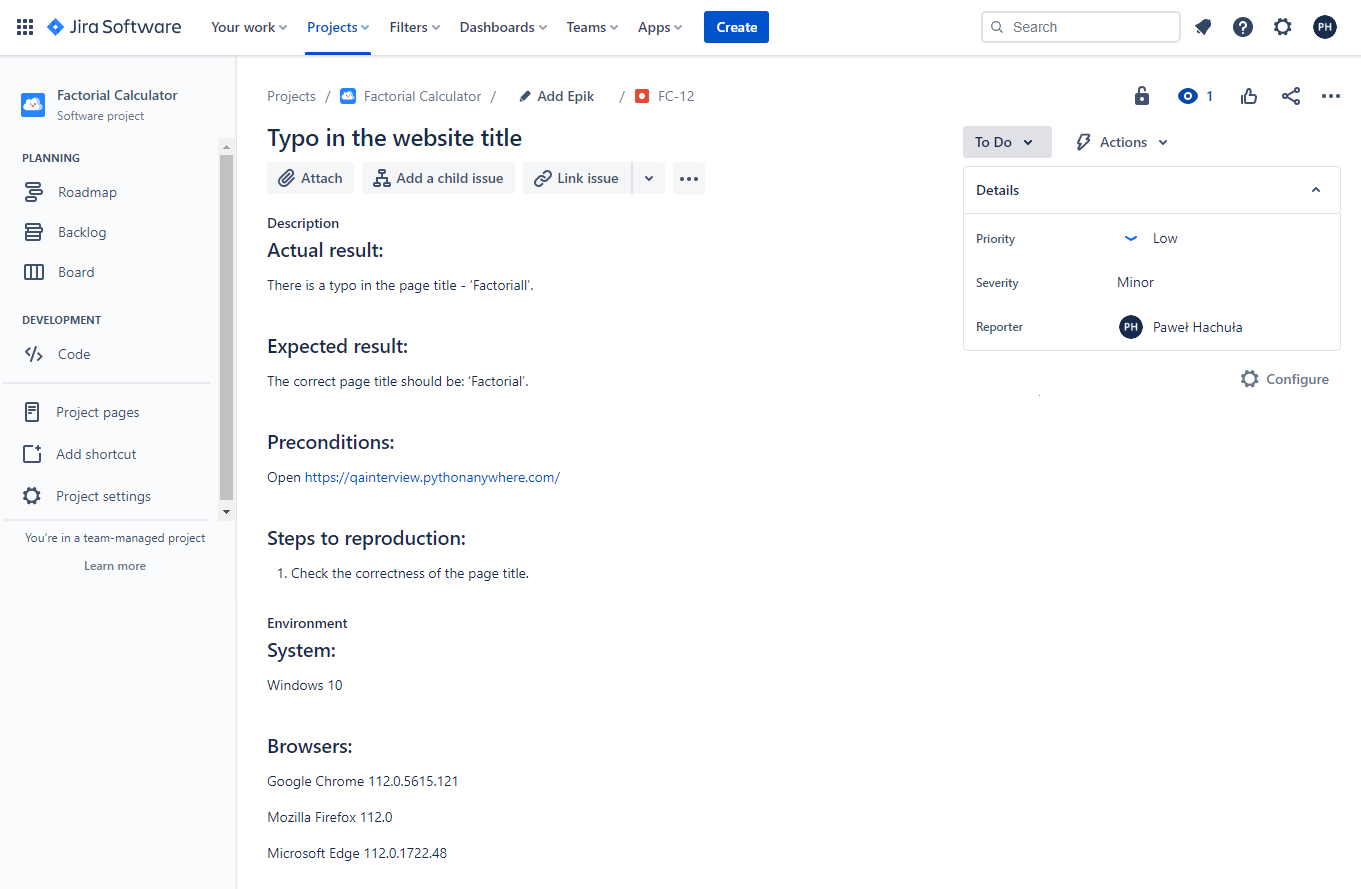 Jira Software
Your work
Projects
Filters
Dashboards
Teams
Apps
Create
Search
PH
Factorial Calculator
Software project
PLANNING
Roadmap
Backlog
Board
DEVELOPMENT
Code
Project pages
Add shortcut
Project settings
You're in a team-managed project
Learn more
Projects / Factorial Calculator / Add Epik / FC-12
1
Typo in the website title
Attach
Add a child issue
Link issue
Description
Actual result:
There is a typo in the page title - ‘Factoriall’.
Expected result:
The correct page title should be: ‘Factorial’.
Preconditions:
Open https://qainterview.pythonanywhere.com/
Steps to reproduction:
1. Check the correctness of the page title.
Environment
System:
Windows 10
Browsers:
Google Chrome 112.0.5615.121
Mozilla Firefox 112.0
Microsoft Edge 112.0.1722.48
To Do
Actions
Details
Priority
Low
Severity
Minor
Reporter
PH Paweł Hachuła
Configure